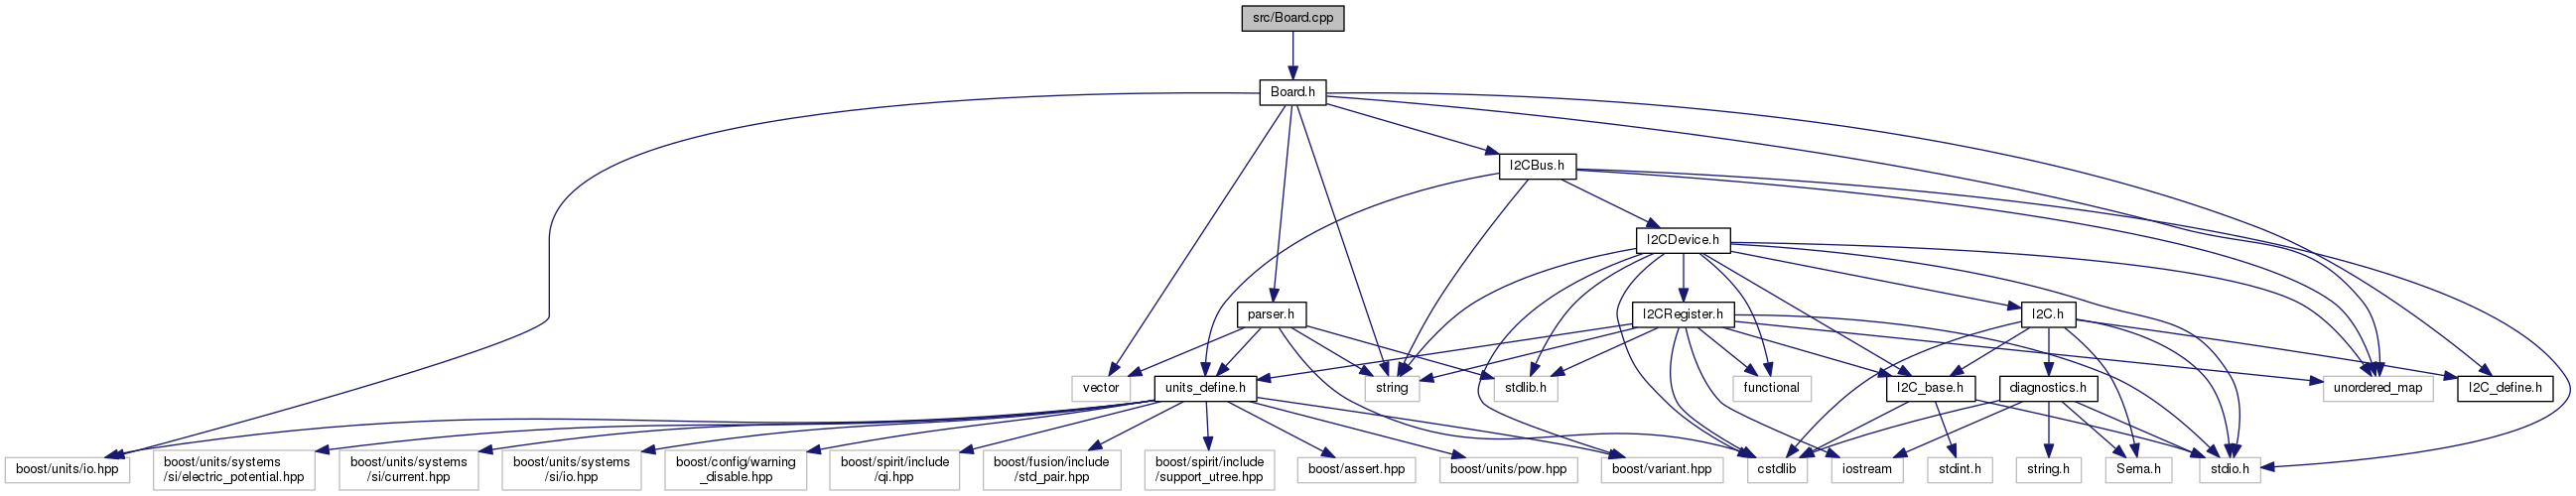 src/Board.cpp
Board.h
I2CBus.h
I2CDevice.h
parser.h
I2CRegister.h
I2C.h
vector
units_define.h
string
stdlib.h
functional
I2C_base.h
diagnostics.h
unordered_map
I2C_define.h
boost/units/io.hpp
boost/units/systems
/si/electric_potential.hpp
boost/units/systems
/si/current.hpp
boost/units/systems
/si/io.hpp
boost/config/warning
_disable.hpp
boost/spirit/include
/qi.hpp
boost/fusion/include
/std_pair.hpp
boost/spirit/include
/support_utree.hpp
boost/assert.hpp
boost/units/pow.hpp
boost/variant.hpp
cstdlib
iostream
stdint.h
string.h
Sema.h
stdio.h